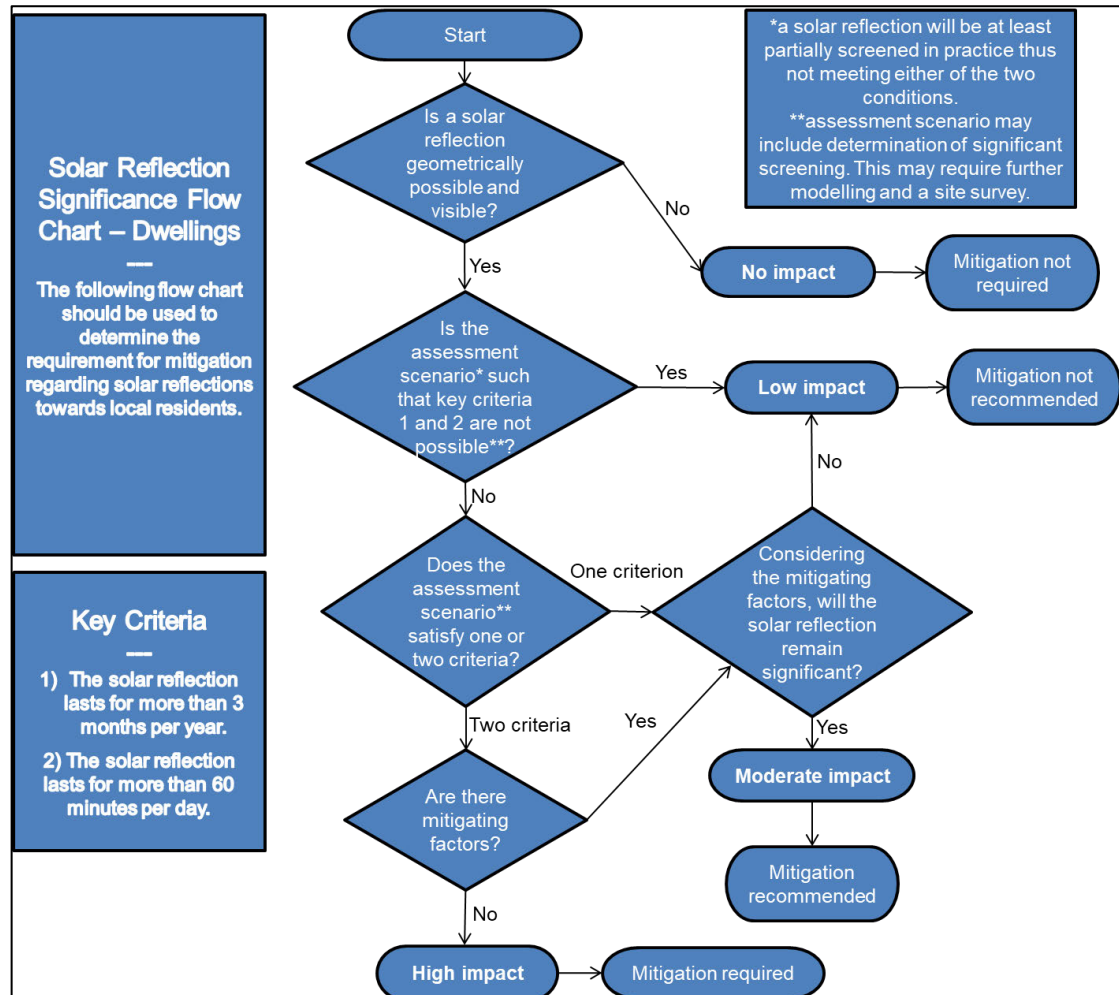 Solar Reflection
Significance Flow
Chart – Dwellings
---
The following flow chart
should be used to
determine the
requirement for mitigation
regarding solar reflections
towards local residents.
Key Criteria
---
1) The solar reflection
lasts for more than 3
months per year.
2) The solar reflection
lasts for more than 60
minutes per day.
Start
*a solar reflection will be at least
partially screened in practice thus
not meeting either of the two
conditions.
**assessment scenario may
include determination of significant
screening. This may require further
modelling and a site survey.
Is a solar
reflection
geometrically
possible and
visible?
No
No impact
Mitigation not
required
Yes
Is the
assessment
scenario* such
that key criteria
1 and 2 are not
possible**?
Yes
Low impact
Mitigation not
recommended
No
No
Does the
assessment
scenario**
satisfy one or
two criteria?
One criterion
Considering
the mitigating
factors, will the
solar reflection
remain
significant?
Two criteria
Yes
Yes
Moderate impact
Mitigation
recommended
Are there
mitigating
factors?
No
High impact
Mitigation required